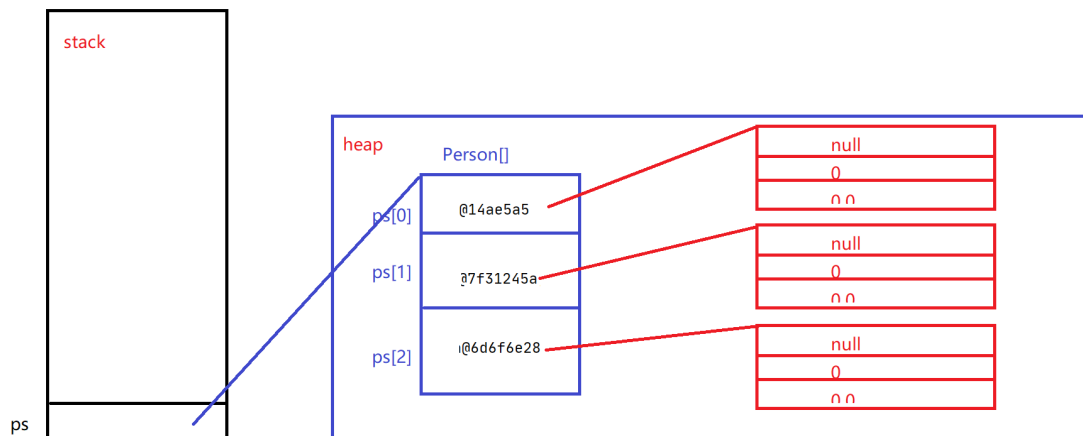 stack
heap
Person[]
ps[0]
@14ae5a5
ps[1]
@7f31245a
ps[2]
@6d6f6e28
null
0
null
0
null
0
ps